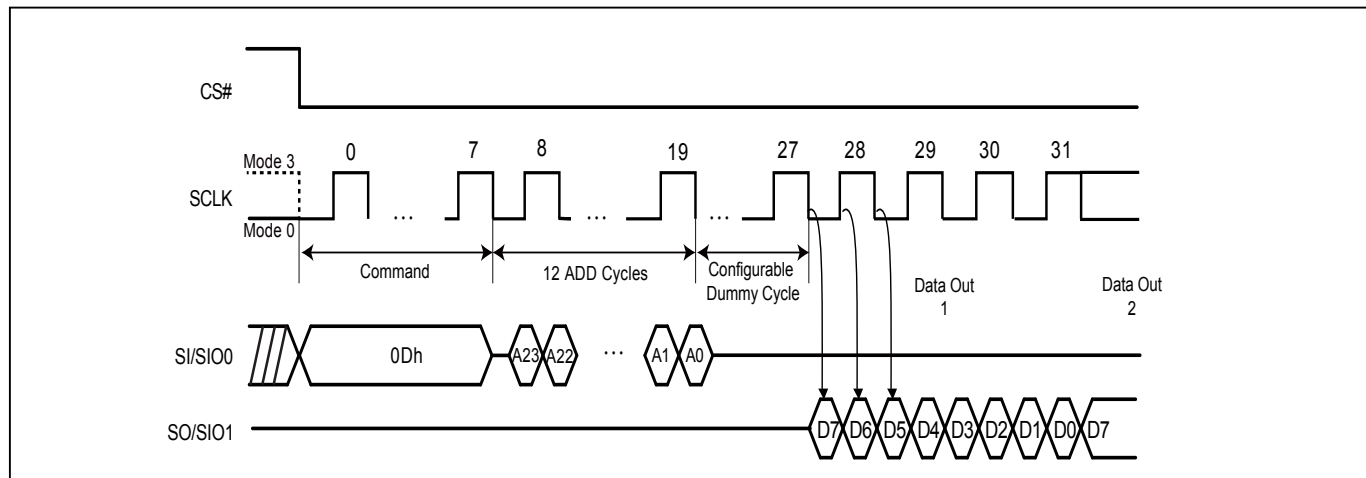 CS#
0 7 8 19 27 28 29 30 31
Mode 3
SCLK
... ... ...
Mode 0
Command
12 ADD Cycles
Configurable
Dummy Cycle
Data Out
1
Data Out
2
SI/SIO0
0Dh
A23 A22 ... A1 A0
SO/SIO1
D7 D6 D5 D4 D3 D2 D1 D0 D7